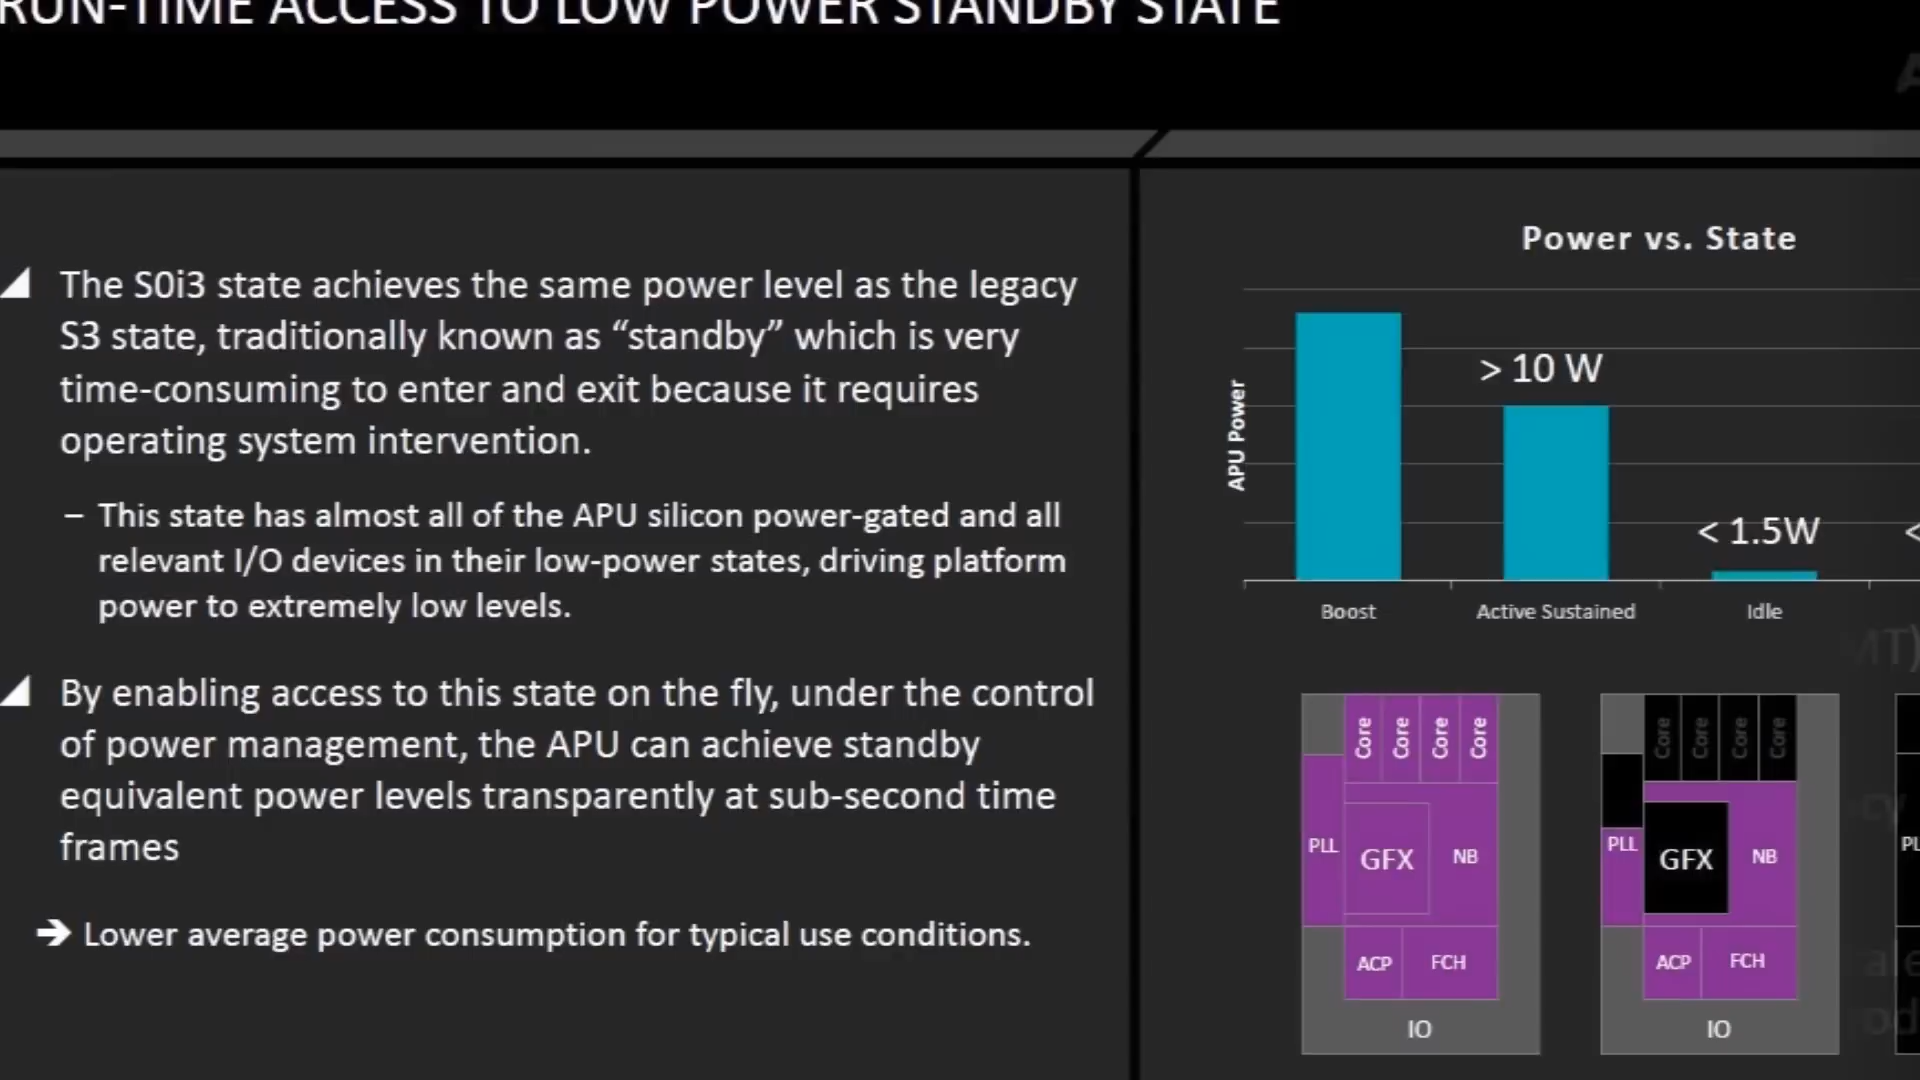 RUN-TIME ACCESS TO LOW POWER STANDBY STATE
The S0i3 state achieves the same power level as the legacy
S3 state, traditionally known as “standby” which is very
time-consuming to enter and exit because it requires
operating system intervention.
– This state has almost all of the APU silicon power-gated and all
relevant I/O devices in their low-power states, driving platform
power to extremely low levels.
By enabling access to this state on the fly, under the control
of power management, the APU can achieve standby
equivalent power levels transparently at sub-second time
frames
➔ Lower average power consumption for typical use conditions.
Power vs. State
APU Power
> 10 W
< 1.5W
<
Boost
Active Sustained
Idle
Core Core Core Core
PLL
GFX
NB
ACP
FCH
IO
Core Core Core Core
PLL
GFX
NB
ACP
FCH
IO